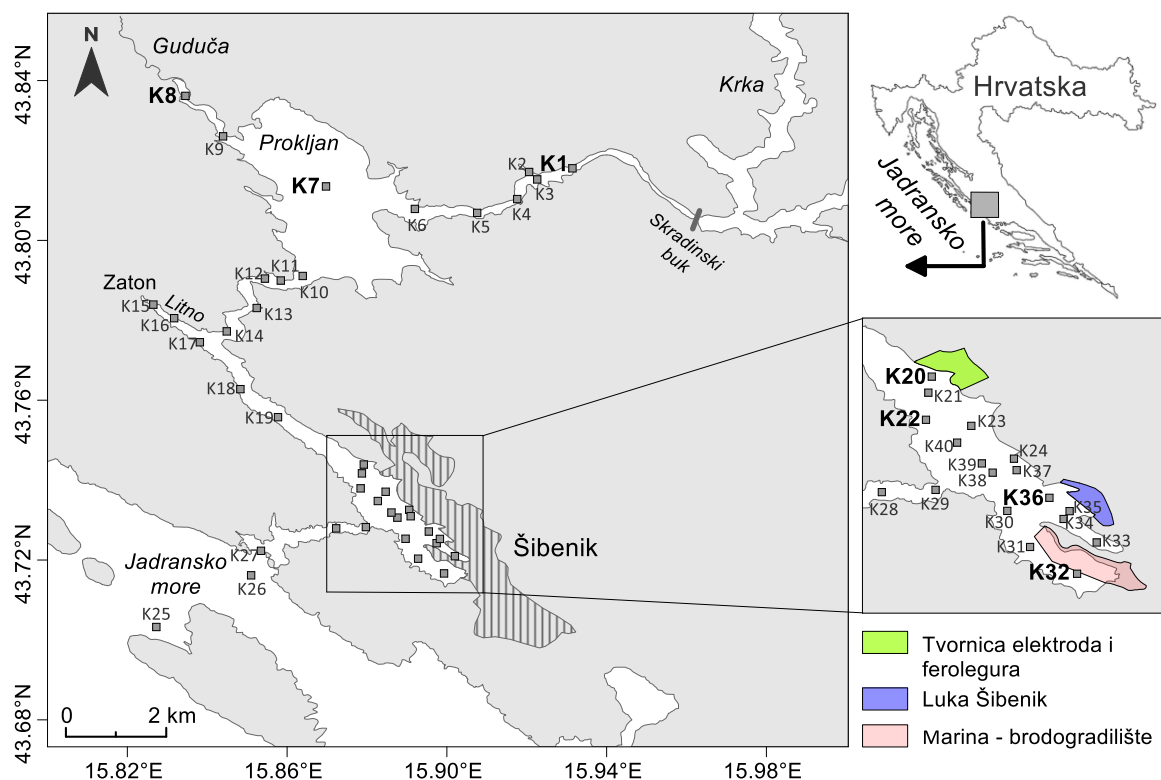 N
Guduča
Krka
K8
K9
Prokljan
K7
K2
K1
K3
K4
K5
K6
Skradinski
buk
K12
K11
K10
K13
Zaton
K15
Litno
K16
K14
K17
K18
K19
Šibenik
Jadransko
more
K27
K26
K25
0
2 km
43.84°N
43.80°N
43.76°N
43.72°N
43.68°N
15.82°E
15.86°E
15.90°E
15.94°E
15.98°E
Hrvatska
Jadransko
more
K20
K21
K22
K23
K40
K24
K39
K37
K38
K36
K28
K29
K30
K35
K34
K33
K31
K32
Tvornica elektroda i
ferolegura
Luka Šibenik
Marina - brodogradilište